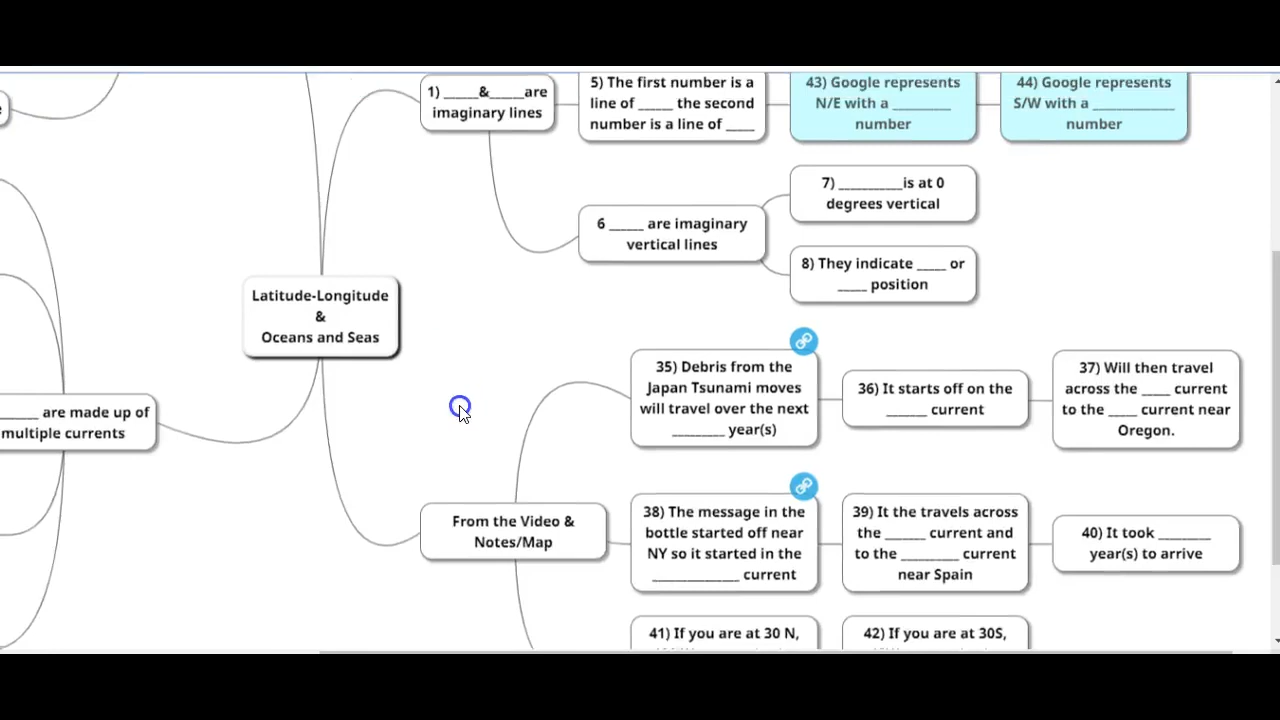 e
1) _____&_____are
imaginary lines
5) The first number is a
line of _____ the second
number is a line of ____
43) Google represents
N/E with a ________
number
44) Google represents
S/W with a ___________
number
6 _____ are imaginary
vertical lines
7) _________is at 0
degrees vertical
8) They indicate ____ or
____ position
Latitude-Longitude
&
Oceans and Seas
______ are made up of
multiple currents
From the Video &
Notes/Map
35) Debris from the
Japan Tsunami moves
will travel over the next
________ year(s)
36) It starts off on the
______ current
37) Will then travel
across the ____ current
to the ____ current near
Oregon.
38) The message in the
bottle started off near
NY so it started in the
_____________ current
39) It the travels across
the ______ current and
to the ________ current
near Spain
40) It took ________
year(s) to arrive
41) If you are at 30 N,
42) If you are at 30S,